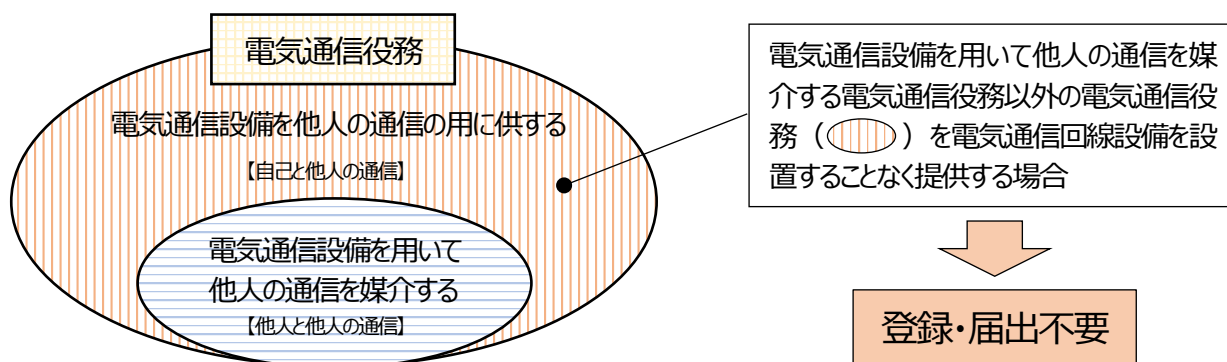 電気通信役務
電気通信設備を他人の通信の用に供する
【自己と他人の通信】
電気通信設備を用いて
他人の通信を媒介する
【他人と他人の通信】
電気通信設備を用いて他人の通信を媒
介する電気通信役務以外の電気通信役
務（　　）を電気通信回線設備を設
置することなく提供する場合
登録・届出不要